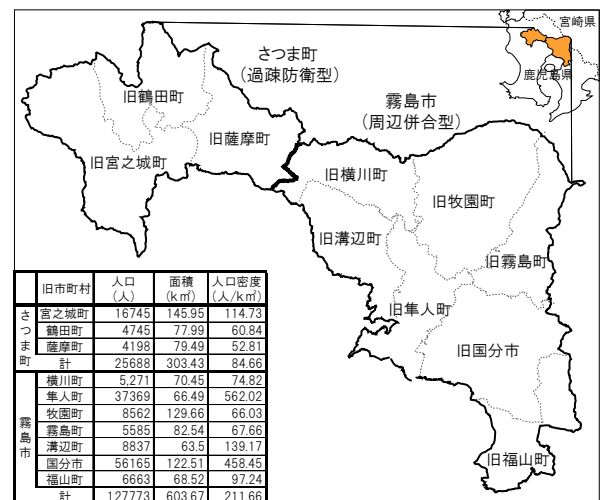 宮崎県
鹿児島県
さつま町
(過疎防衛型)
霧島市
(周辺併合型)
旧鶴田町
旧薩摩町
旧宮之城町
旧横川町
旧牧園町
旧溝辺町
旧霧島町
旧隼人町
旧国分市
旧福山町
旧市町村 人口(人) 面積(k㎡) 人口密度(人/k㎡)
さつま町
宮之城町 16745 145.95 114.73
鶴田町 4745 77.99 60.84
薩摩町 4198 79.49 52.81
計 25688 303.43 84.66
霧島市
横川町 5,271 70.45 74.82
隼人町 37369 66.49 562.02
牧園町 8562 129.66 66.03
霧島町 5585 82.54 67.66
溝辺町 8837 63.5 139.17
国分市 56165 122.51 458.45
福山町 6663 68.52 97.24
計 127773 603.67 211.66